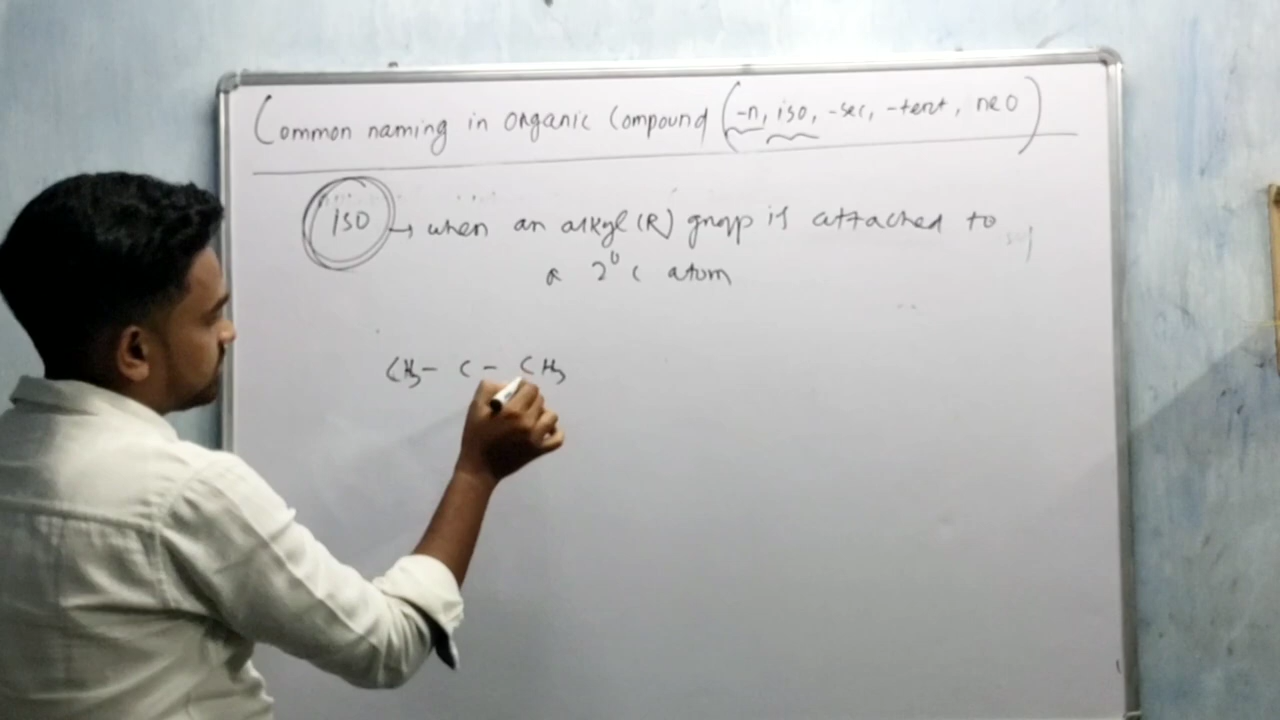 Common naming in organic Compound (-n, iso, -sec, -tert, neo)
iso → when an alkyl (R) group is attached to
a 2° C atom
CH3 - C - CH3